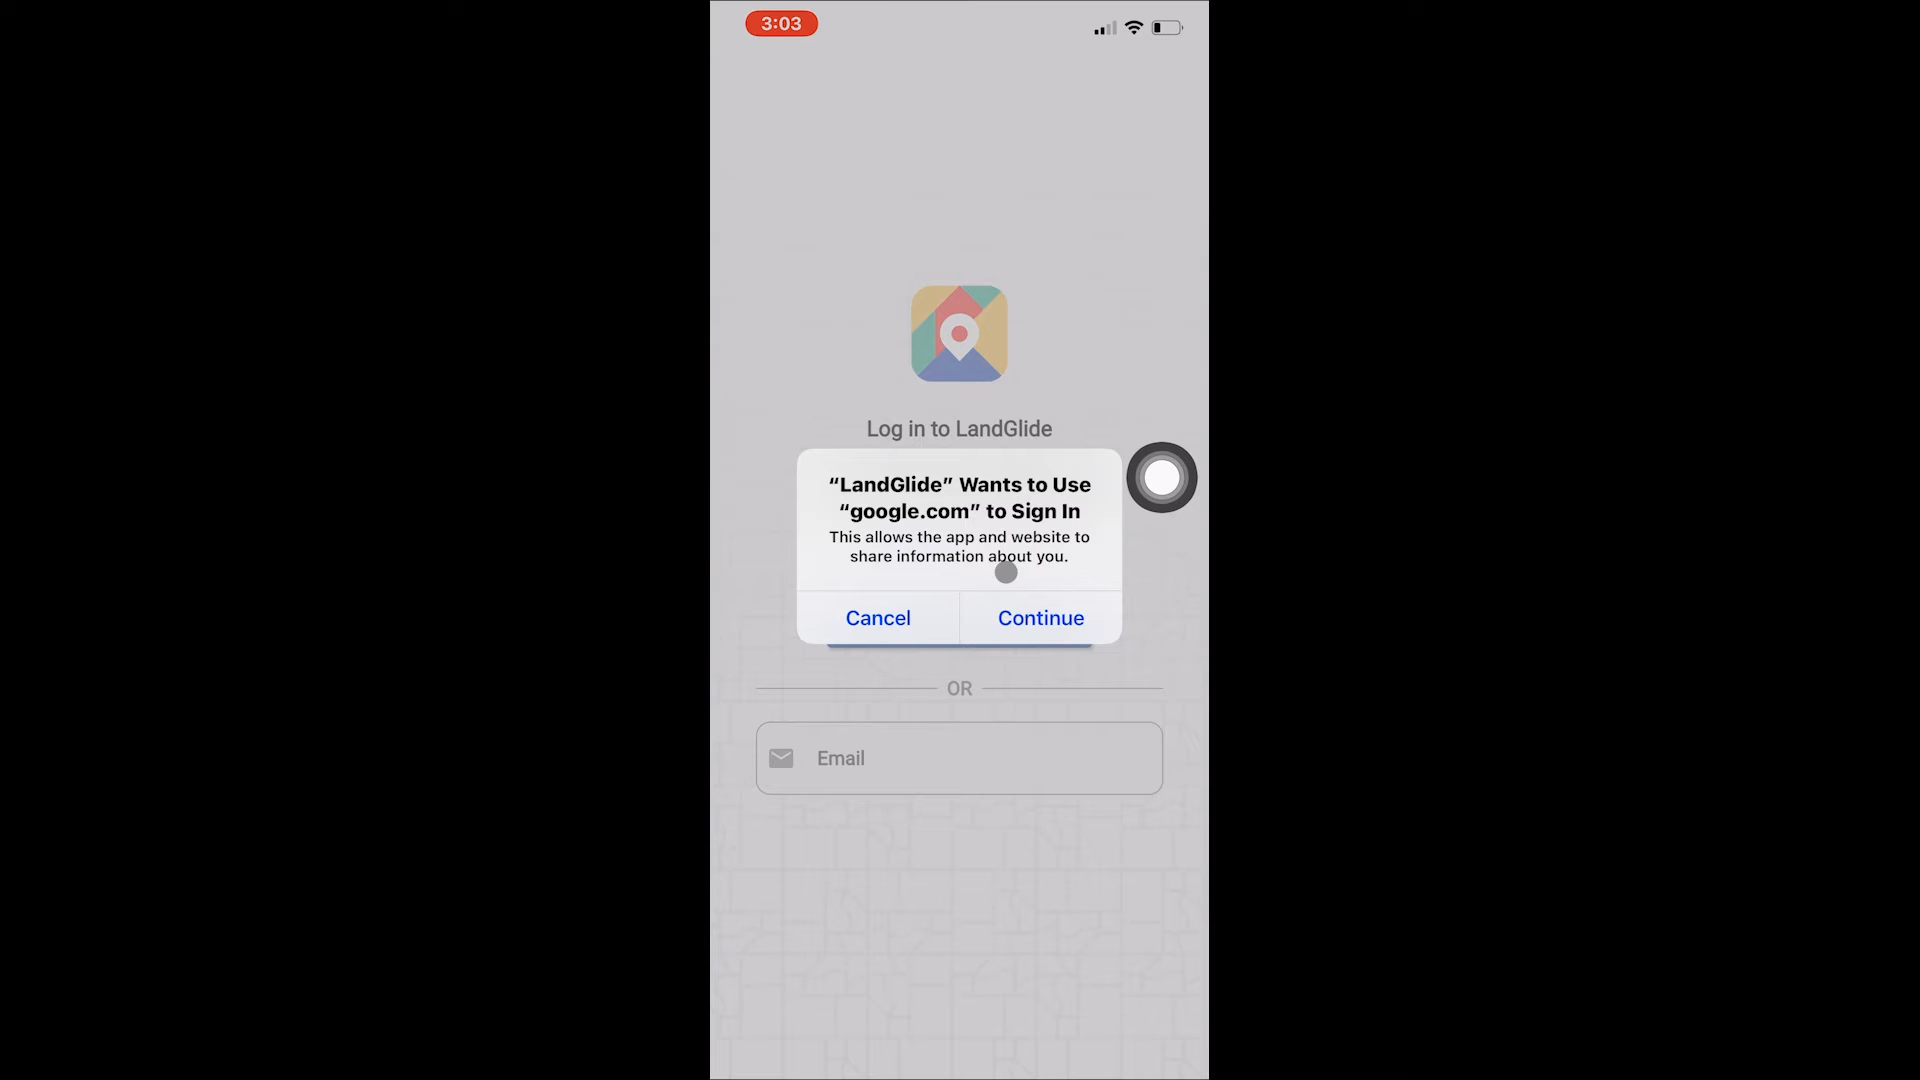 3:03
Log in to LandGlide
“LandGlide” Wants to Use
“google.com” to Sign In
This allows the app and website to
share information about you.
Cancel
Continue
OR
Email